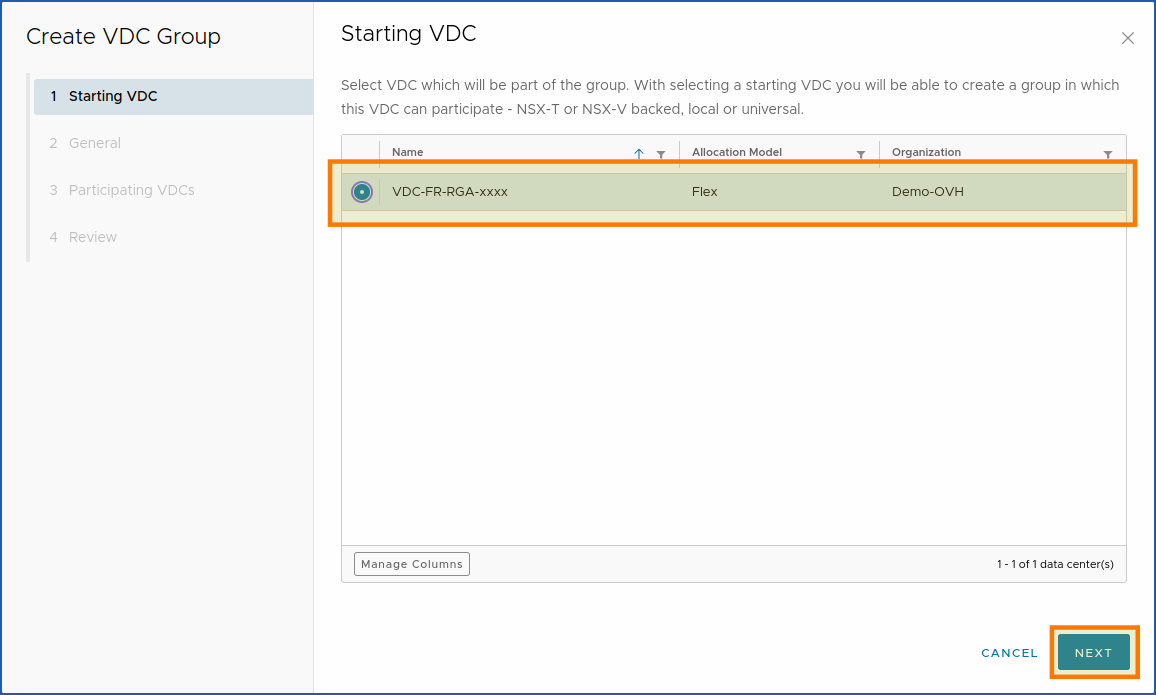 Create VDC Group
1 Starting VDC
2 General
3 Participating VDCs
4 Review
Starting VDC
Select VDC which will be part of the group. With selecting a starting VDC you will be able to create a group in which
this VDC can participate - NSX-T or NSX-V backed, local or universal.
Name Allocation Model Organization
VDC-FR-RGA-xxxx Flex Demo-OVH
Manage Columns 1 - 1 of 1 data center(s)
CANCEL NEXT